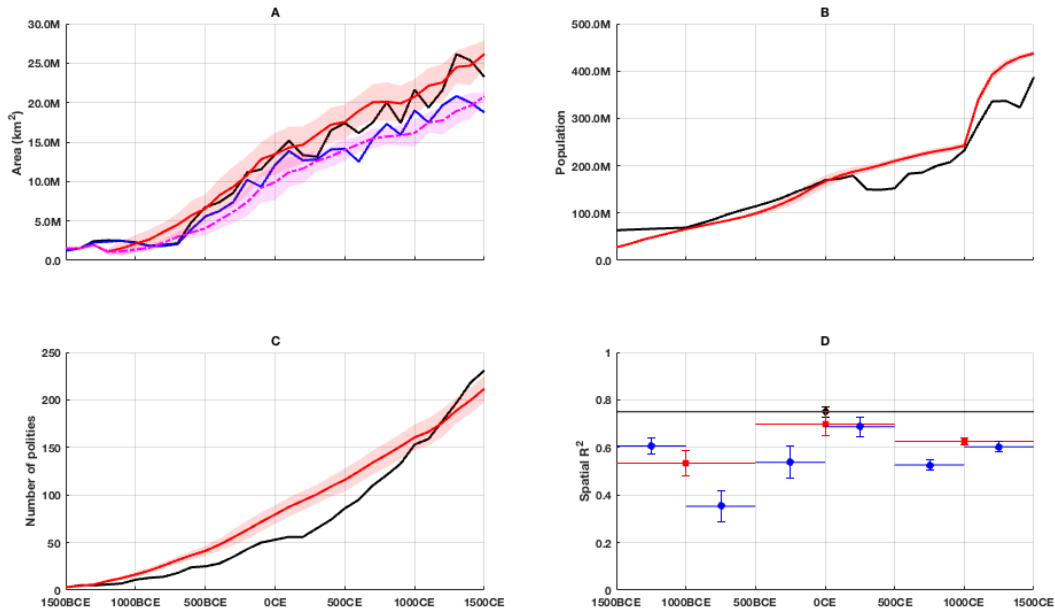 A
30.0M
25.0M
20.0M
15.0M
10.0M
5.0M
0.0
Area (km²)
B
500.0M
400.0M
300.0M
200.0M
100.0M
0.0
Population
C
250
200
150
100
50
0
Number of polities
1500BCE 1000BCE 500BCE 0CE 500CE 1000CE 1500CE
D
1
0.8
0.6
0.4
0.2
0
Spatial R²
1500BCE 1000BCE 500BCE 0CE 500CE 1000CE 1500CE